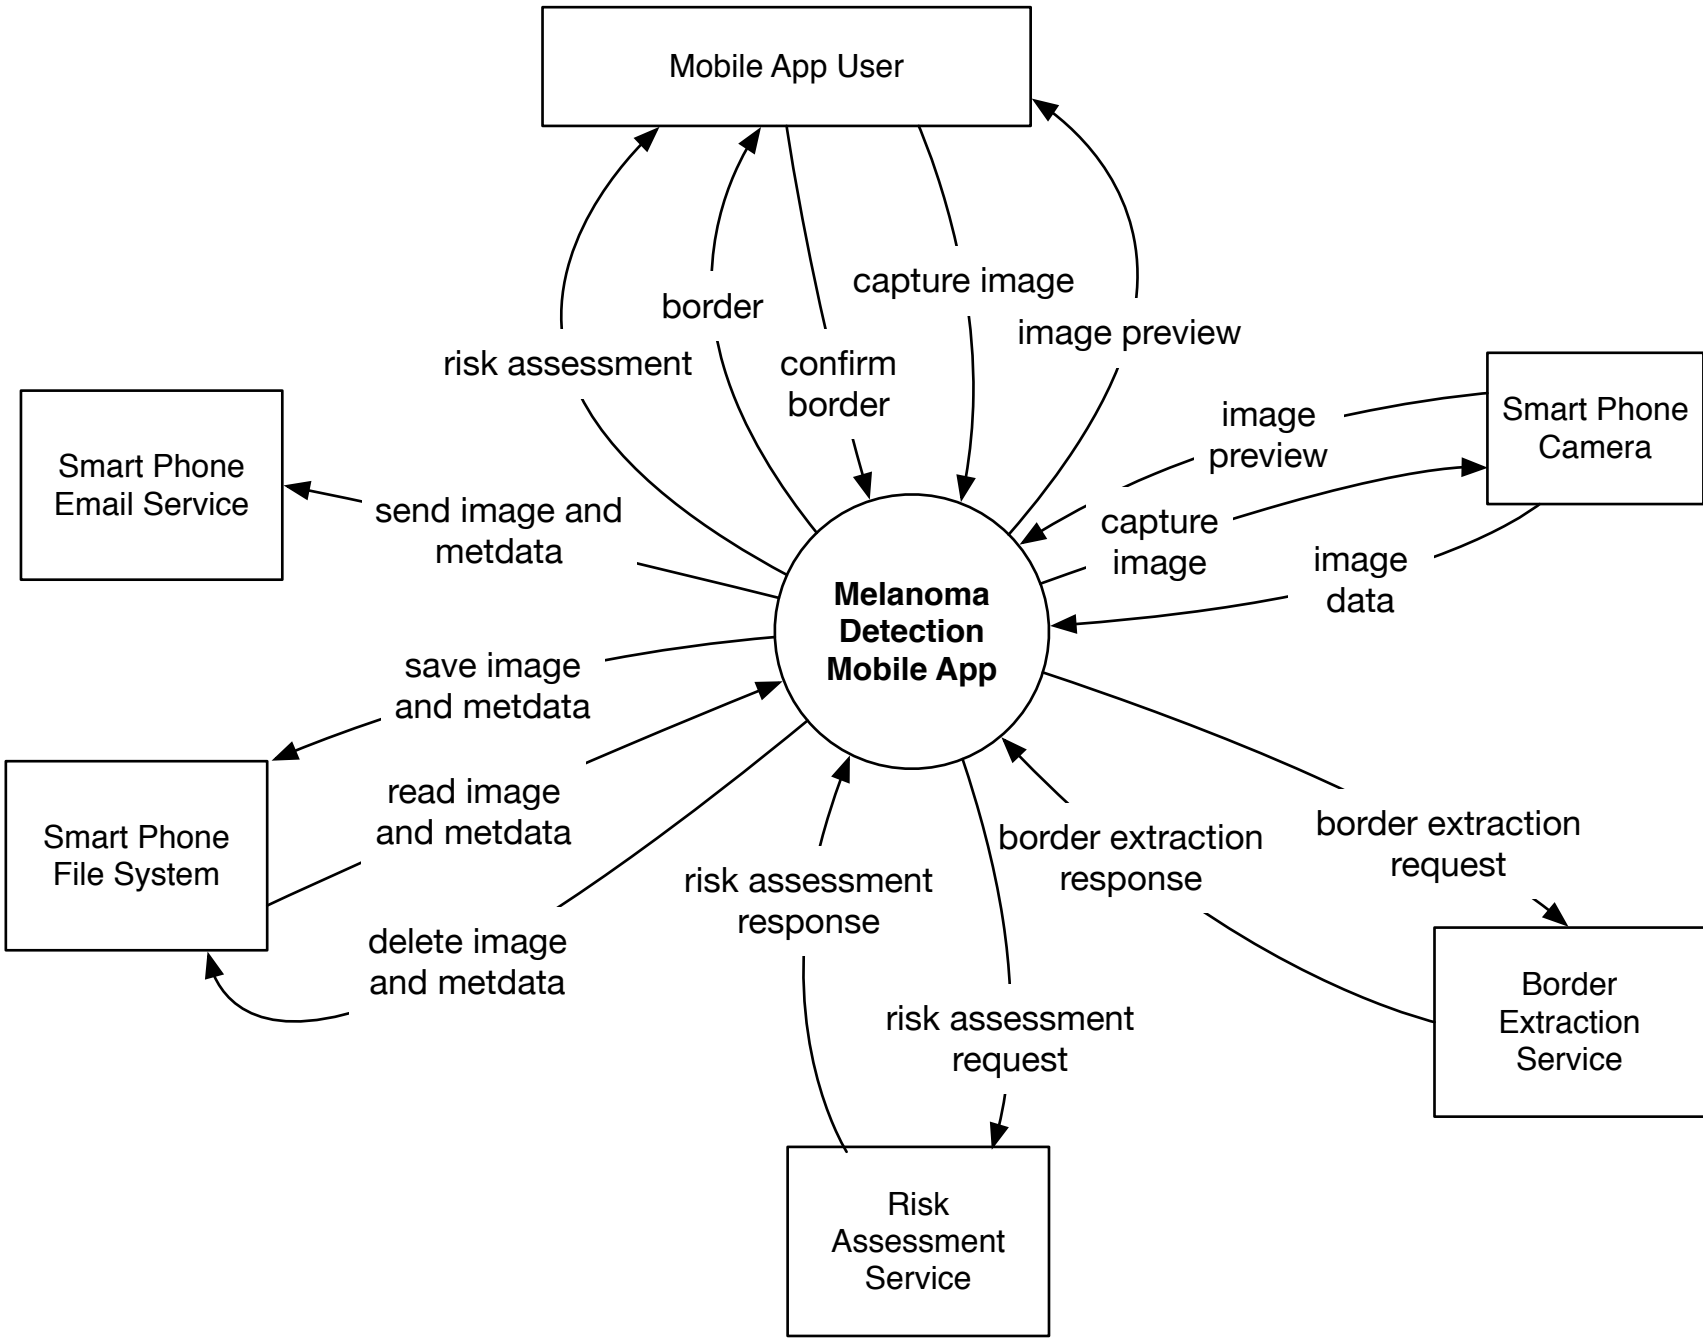 Mobile App User
capture image
border
image preview
risk assessment
confirm
border
image
preview
Smart Phone
Camera
Smart Phone
Email Service
send image and
metdata
capture
image
image
data
Melanoma
Detection
Mobile App
save image
and metdata
read image
and metdata
Smart Phone
File System
border extraction
response
border extraction
request
risk assessment
response
delete image
and metdata
risk assessment
request
Border
Extraction
Service
Risk
Assessment
Service